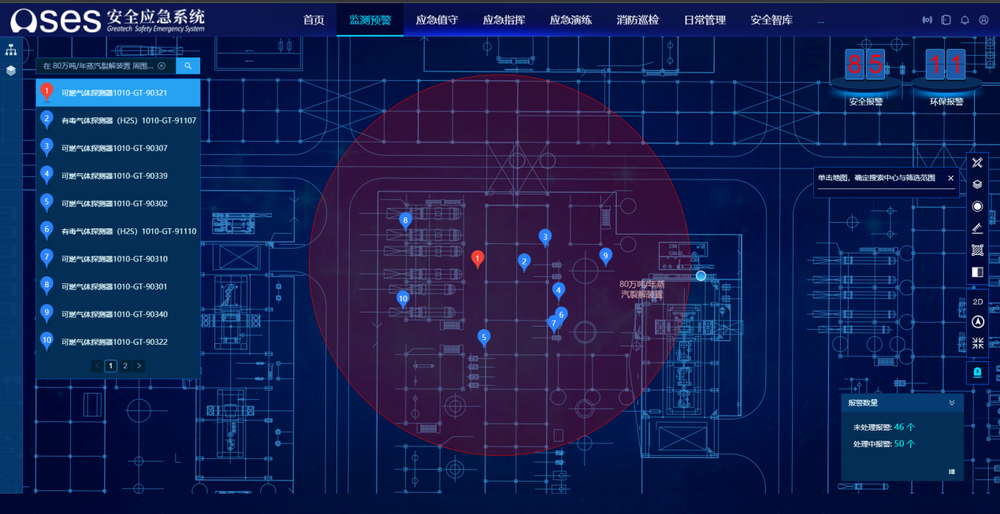 OSES 安全应急系统
Greatech Safety Emergency System
首页 监测预警 应急值守 应急指挥 应急演练 消防巡检 日常管理 安全智库 ...
在 80万吨/年蒸汽裂解装置 周围...
1 可燃气体探测器1010-GT-90321
2 有毒气体探测器（H2S）1010-GT-91107
3 可燃气体探测器1010-GT-90307
4 可燃气体探测器1010-GT-90339
5 可燃气体探测器1010-GT-90302
6 有毒气体探测器（H2S）1010-GT-91110
7 可燃气体探测器1010-GT-90310
8 可燃气体探测器1010-GT-90301
9 可燃气体探测器1010-GT-90340
10 可燃气体探测器1010-GT-90322
< 1 2 >
85 11
安全报警 环保报警
单击地图，确定搜索中心与筛选范围
8
3
1
2
9
4
10
6
7
5
80万吨/年蒸
汽裂解装置
2D
报警数量
未处理报警: 46 个
处理中报警: 50 个